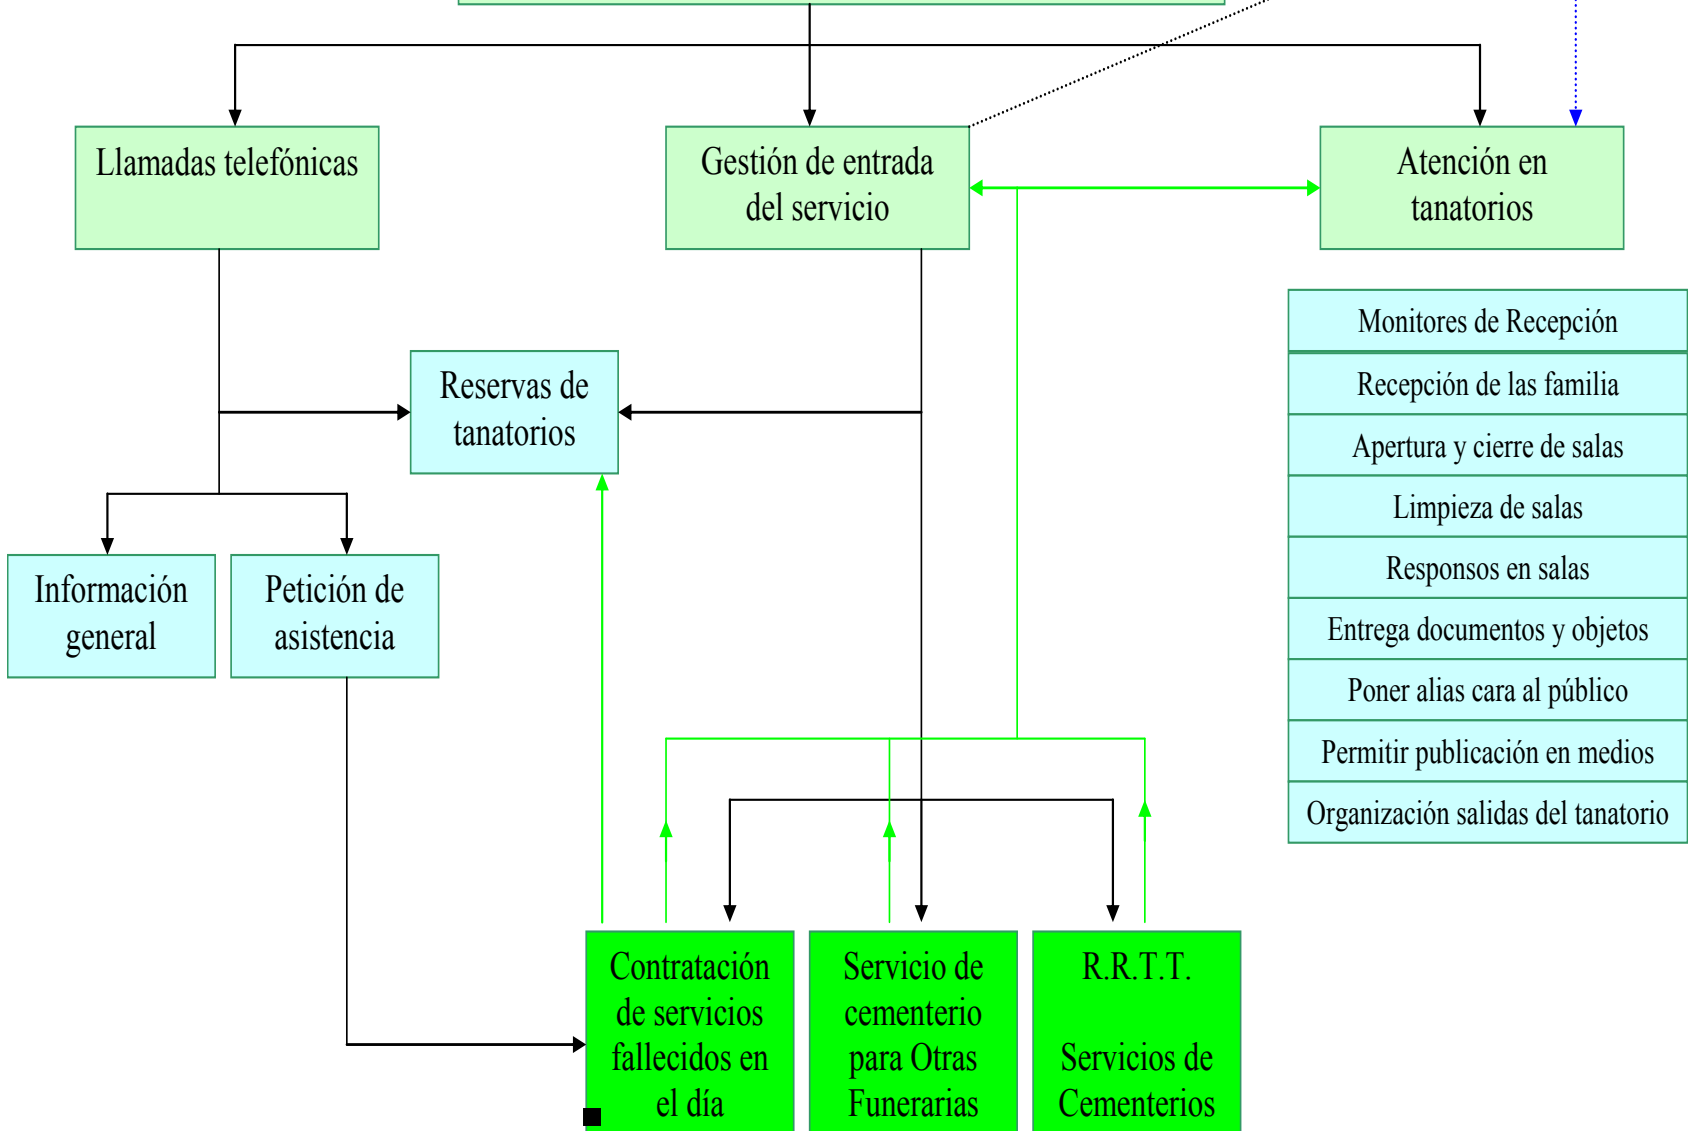 Llamadas telefónicas
Gestión de entrada
del servicio
Atención en
tanatorios
Monitores de Recepción
Recepción de las familia
Apertura y cierre de salas
Limpieza de salas
Responsos en salas
Entrega documentos y objetos
Poner alias cara al público
Permitir publicación en medios
Organización salidas del tanatorio
Reservas de
tanatorios
Información
general
Petición de
asistencia
Contratación
de servicios
fallecidos en
el día
Servicio de
cementerio
para Otras
Funerarias
R.R.T.T.
Servicios de
Cementerios